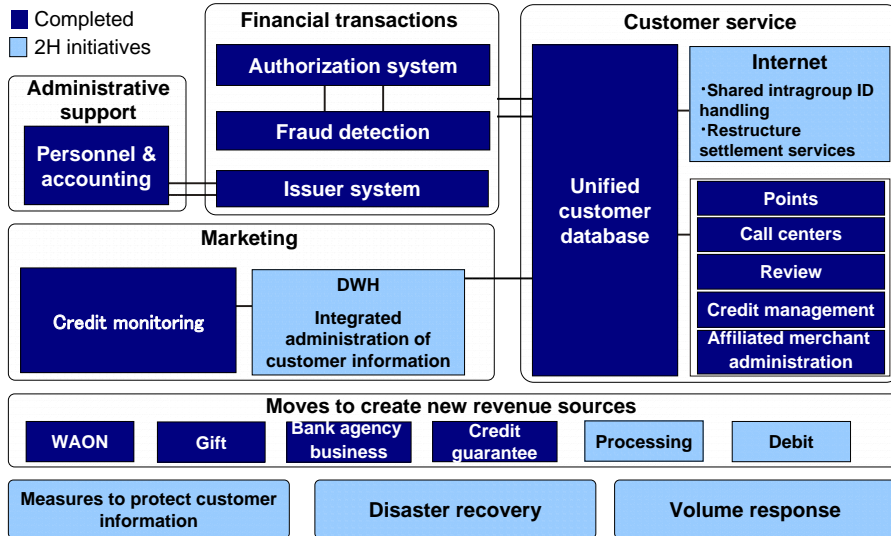 Completed
2H initiatives
Financial transactions
Authorization system
Fraud detection
Issuer system
Administrative
support
Personnel &
accounting
Customer service
Unified
customer
database
Internet
・Shared intragroup ID
handling
・Restructure
settlement services
Points
Call centers
Review
Credit management
Affiliated merchant
administration
Marketing
Credit monitoring
DWH
Integrated
administration of
customer information
Moves to create new revenue sources
WAON
Gift
Bank agency
business
Credit
guarantee
Processing
Debit
Measures to protect customer
information
Disaster recovery
Volume response